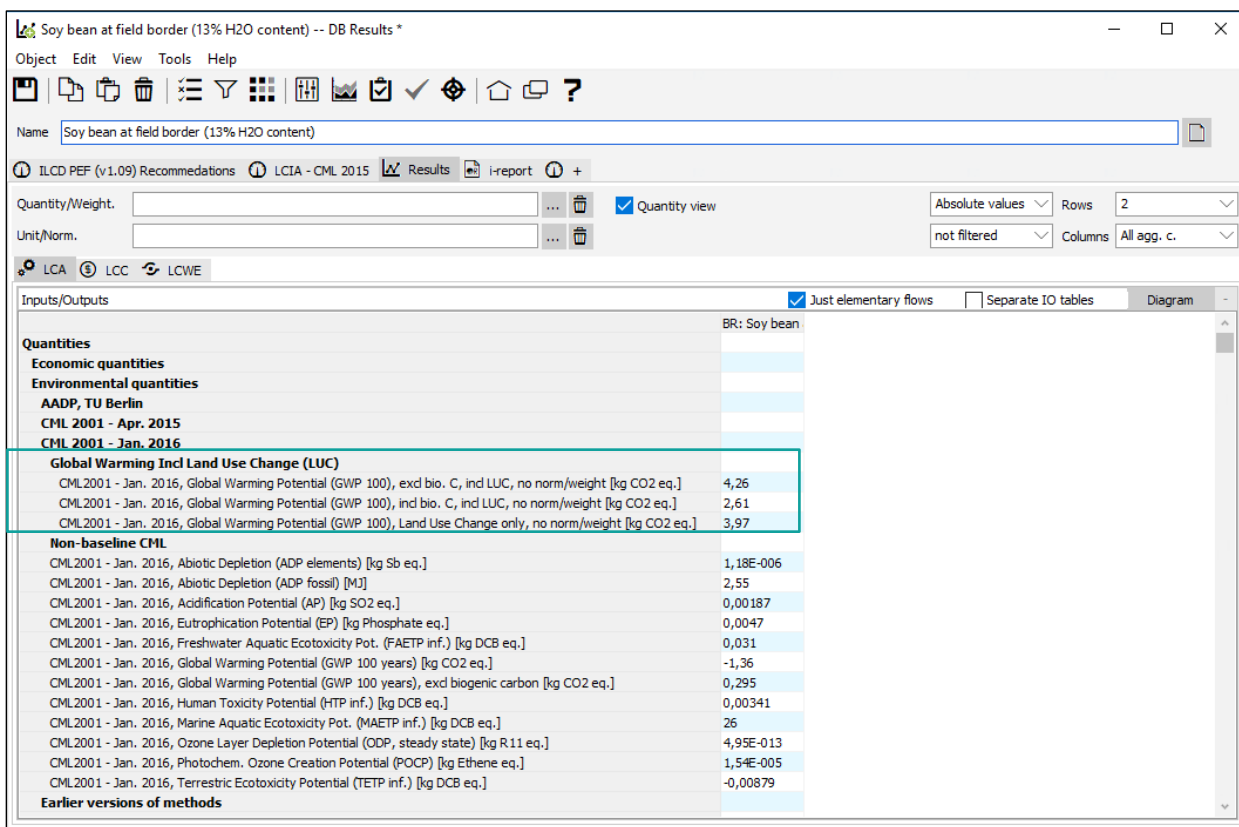 Soy bean at field border (13% H2O content) -- DB Results *
Object Edit View Tools Help
Name Soy bean at field border (13% H2O content)
ILCD PEF (v1.09) Recommedations LCIA - CML 2015 Results i-report +
Quantity/Weight. ... Quantity view Absolute values Rows 2
Unit/Norm. ... not filtered Columns All agg. c.
LCA LCC LCWE
Inputs/Outputs Just elementary flows Separate IO tables Diagram -
BR: Soy bean
Quantities
Economic quantities
Environmental quantities
AADP, TU Berlin
CML 2001 - Apr. 2015
CML 2001 - Jan. 2016
Global Warming Incl Land Use Change (LUC)
CML2001 - Jan. 2016, Global Warming Potential (GWP 100), excl bio. C, incl LUC, no norm/weight [kg CO2 eq.] 4,26
CML2001 - Jan. 2016, Global Warming Potential (GWP 100), incl bio. C, incl LUC, no norm/weight [kg CO2 eq.] 2,61
CML2001 - Jan. 2016, Global Warming Potential (GWP 100), Land Use Change only, no norm/weight [kg CO2 eq.] 3,97
Non-baseline CML
CML2001 - Jan. 2016, Abiotic Depletion (ADP elements) [kg Sb eq.] 1,18E-006
CML2001 - Jan. 2016, Abiotic Depletion (ADP fossil) [MJ] 2,55
CML2001 - Jan. 2016, Acidification Potential (AP) [kg SO2 eq.] 0,00187
CML2001 - Jan. 2016, Eutrophication Potential (EP) [kg Phosphate eq.] 0,0047
CML2001 - Jan. 2016, Freshwater Aquatic Ecotoxicity Pot. (FAETP inf.) [kg DCB eq.] 0,031
CML2001 - Jan. 2016, Global Warming Potential (GWP 100 years) [kg CO2 eq.] -1,36
CML2001 - Jan. 2016, Global Warming Potential (GWP 100 years), excl biogenic carbon [kg CO2 eq.] 0,295
CML2001 - Jan. 2016, Human Toxicity Potential (HTP inf.) [kg DCB eq.] 0,00341
CML2001 - Jan. 2016, Marine Aquatic Ecotoxicity Pot. (MAETP inf.) [kg DCB eq.] 26
CML2001 - Jan. 2016, Ozone Layer Depletion Potential (ODP, steady state) [kg R11 eq.] 4,95E-013
CML2001 - Jan. 2016, Photochem. Ozone Creation Potential (POCP) [kg Ethene eq.] 1,54E-005
CML2001 - Jan. 2016, Terrestric Ecotoxicity Potential (TETP inf.) [kg DCB eq.] -0,00879
Earlier versions of methods